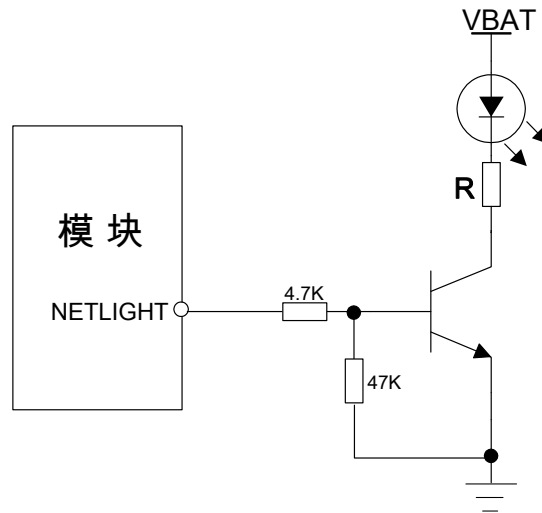 VBAT
R
模块
4.7K
NETLIGHT
47K